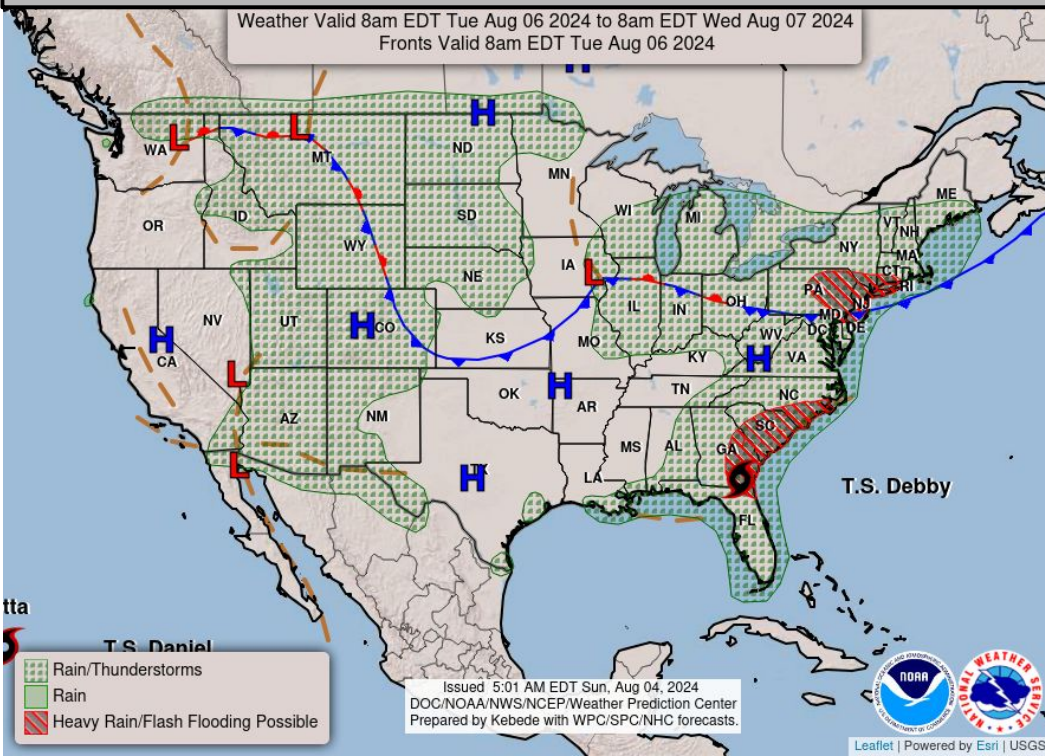 Weather Valid 8am EDT Tue Aug 06 2024 to 8am EDT Wed Aug 07 2024
Fronts Valid 8am EDT Tue Aug 06 2024
H
H
L
L
WA
MT
ND
MN
ME
OR
ID
SD
WI
MI
VT
NH
NY
MA
WY
CT
RI
IA
L
NE
PA
NJ
OH
IL
IN
MD
NV
UT
H
CO
H
KS
MO
WV
DC
DE
CA
KY
H
VA
L
OK
H
AR
TN
NC
AZ
NM
SC
MS
AL
GA
L
H
TX
LA
T.S. Debby
FL
tta
T.S. Daniel
Rain/Thunderstorms
Rain
Heavy Rain/Flash Flooding Possible
Issued 5:01 AM EDT Sun, Aug 04, 2024
DOC/NOAA/NWS/NCEP/Weather Prediction Center
Prepared by Kebede with WPC/SPC/NHC forecasts.
NOAA
NATIONAL WEATHER SERVICE
Leaflet | Powered by Esri | USGS